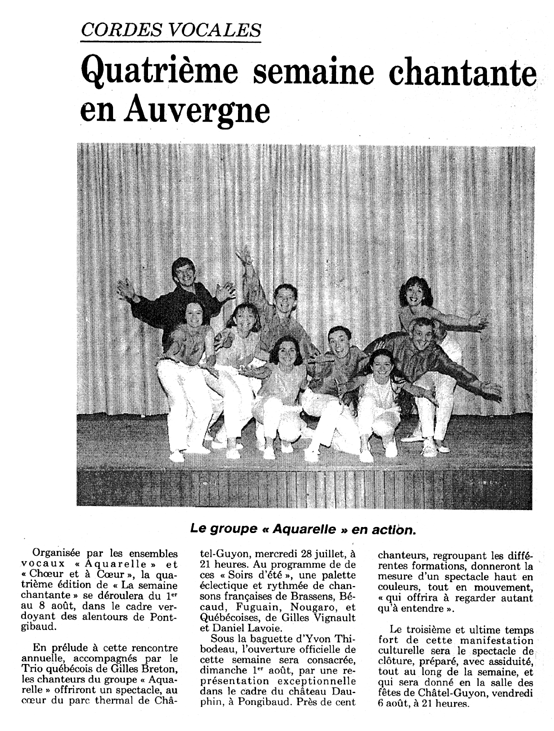 CORDES VOCALES
Quatrième semaine chantante
en Auvergne
Le groupe « Aquarelle » en action.
Organisée par les ensembles
vocaux « Aquarelle » et
« Chœur et à Cœur », la qua-
trième édition de « La semaine
chantante » se déroulera du 1er
au 8 août, dans le cadre ver-
doyant des alentours de Pont-
gibaud.
En prélude à cette rencontre
annuelle, accompagnés par le
Trio québécois de Gilles Breton,
les chanteurs du groupe « Aqua-
relle » offriront un spectacle, au
cœur du parc thermal de Châ-
tel-Guyon, mercredi 28 juillet, à
21 heures. Au programme de de
ces « Soirs d'été », une palette
éclectique et rythmée de chan-
sons françaises de Brassens, Bé-
caud, Fuguain, Nougaro, et
Québécoises, de Gilles Vignault
et Daniel Lavoie.
Sous la baguette d'Yvon Thi-
bodeau, l'ouverture officielle de
cette semaine sera consacrée,
dimanche 1er août, par une re-
présentation exceptionnelle
dans le cadre du château Dau-
phin, à Pongibaud. Près de cent
chanteurs, regroupant les diffé-
rentes formations, donneront la
mesure d'un spectacle haut en
couleurs, tout en mouvement,
« qui offrira à regarder autant
qu'à entendre ».
Le troisième et ultime temps
fort de cette manifestation
culturelle sera le spectacle de
clôture, préparé, avec assiduité,
tout au long de la semaine, et
qui sera donné en la salle des
fêtes de Châtel-Guyon, vendredi
6 août, à 21 heures.